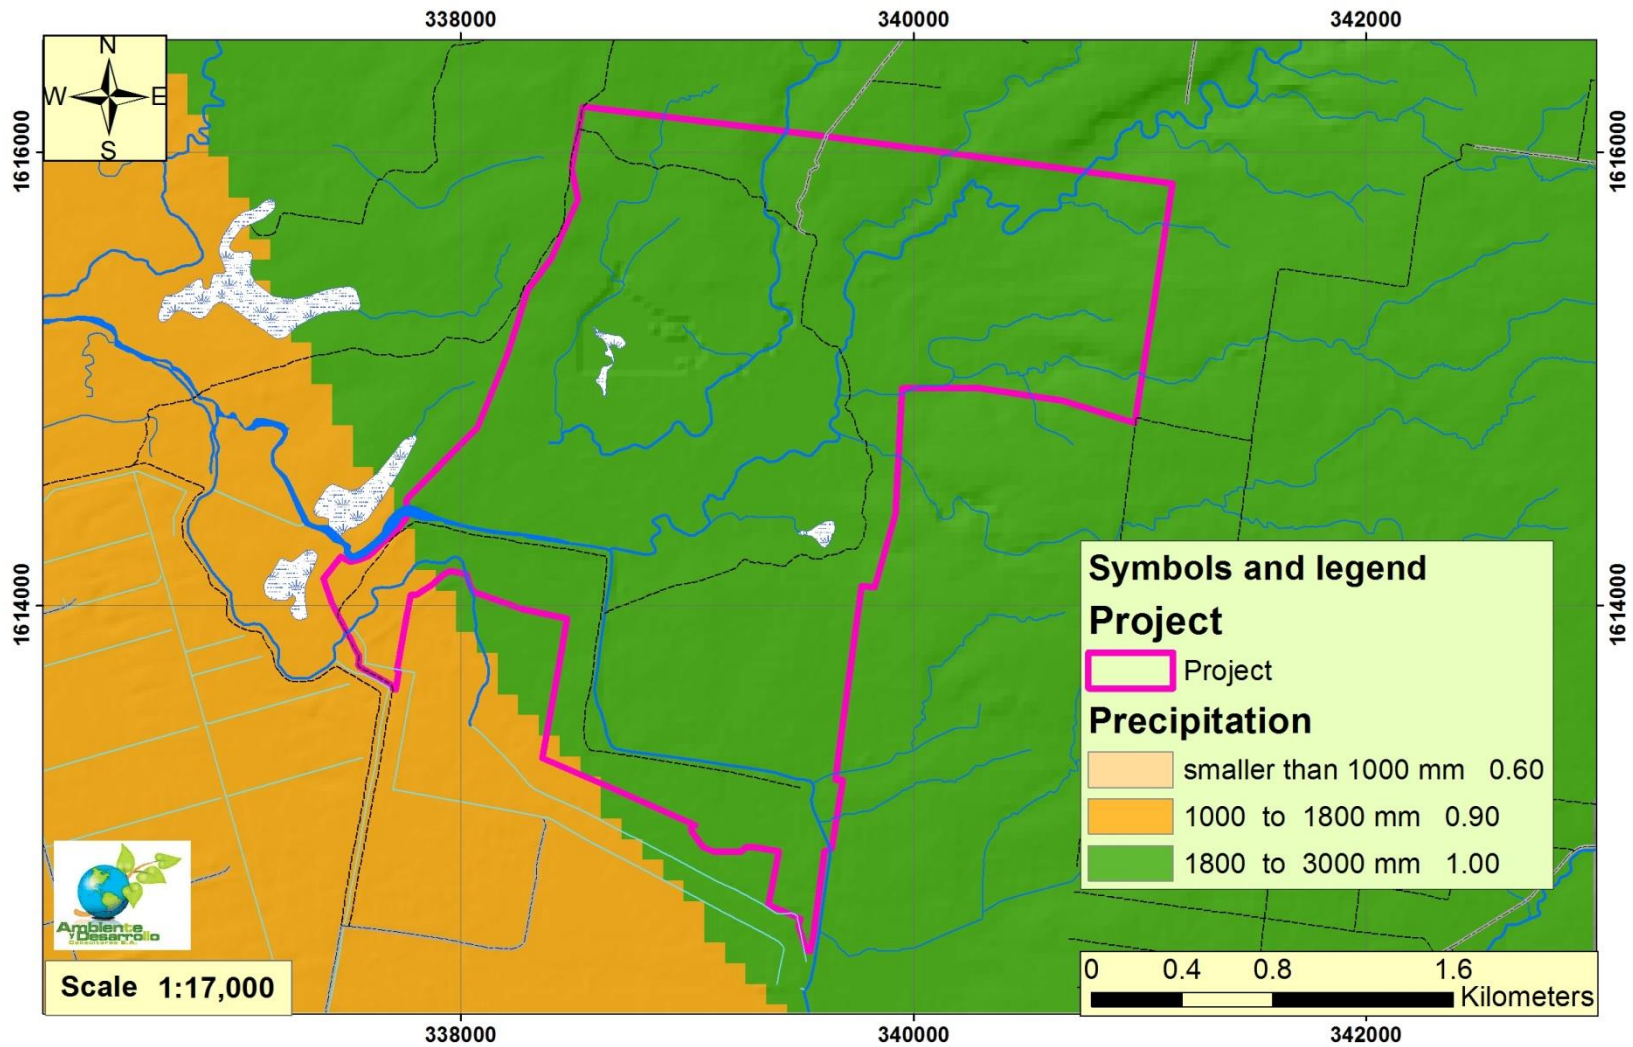 338000 340000 342000
N
W E
S
1616000 1616000
1614000 1614000
Symbols and legend
Project
Project
Precipitation
smaller than 1000 mm 0.60
1000 to 1800 mm 0.90
1800 to 3000 mm 1.00
Ambiente
y Desarrollo
Consultores S.A.
Scale 1:17,000
0 0.4 0.8 1.6
Kilometers
338000 340000 342000